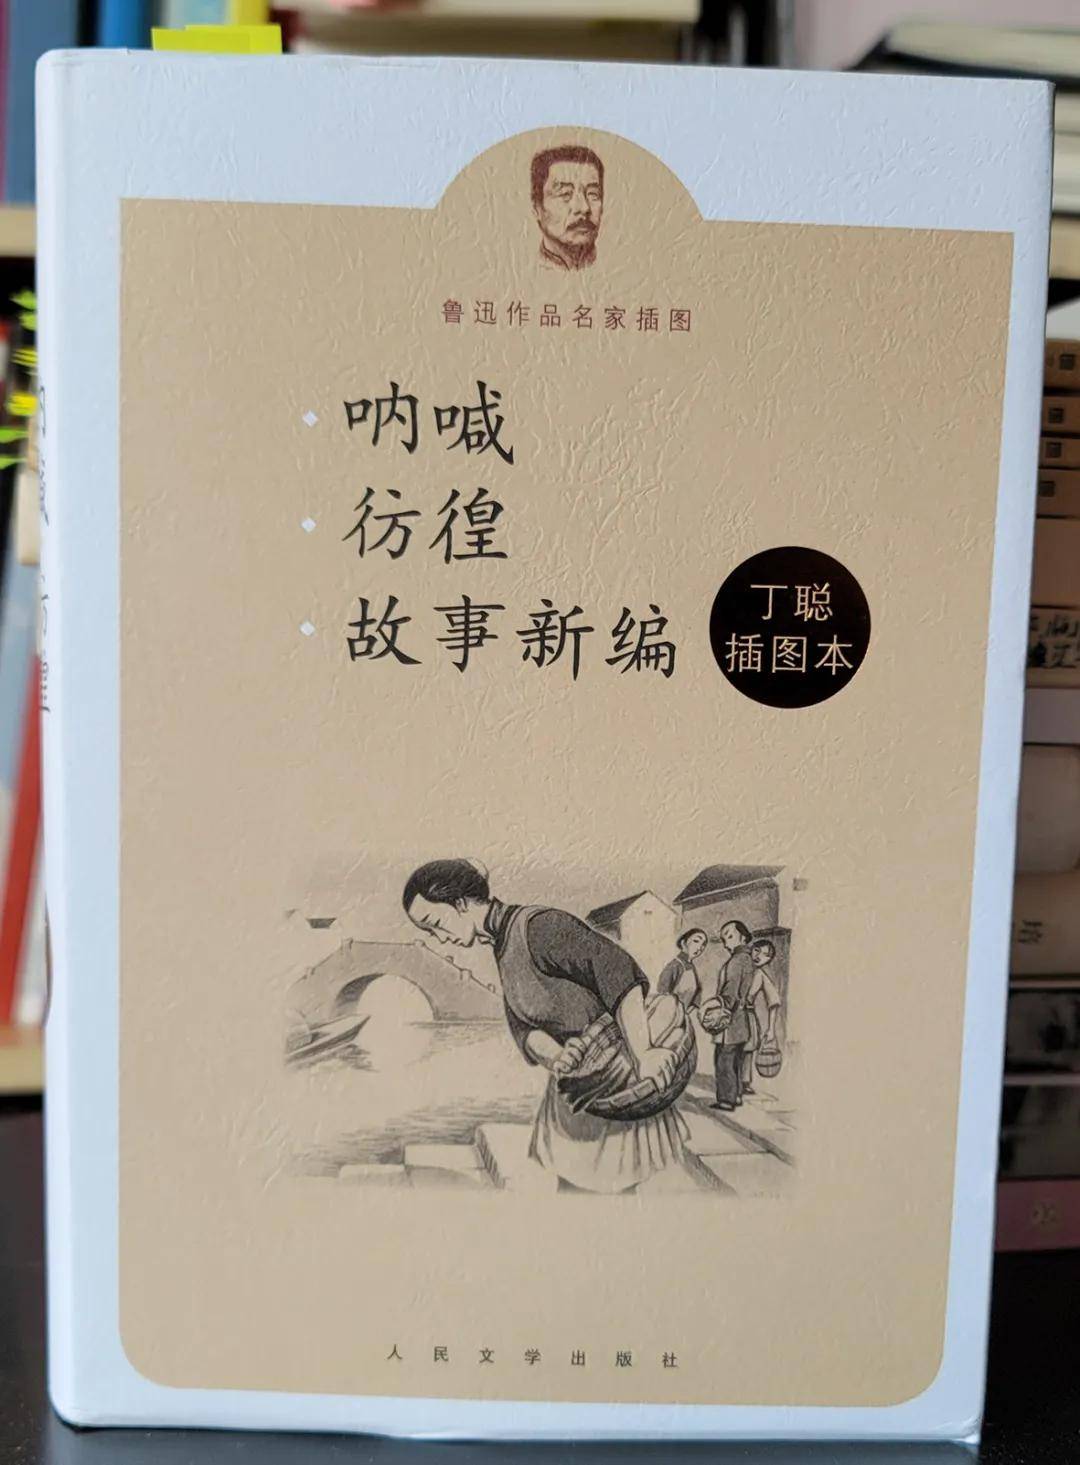 鲁迅作品名家插图
呐喊
彷徨
故事新编
丁聪
插图本
人民文学出版社